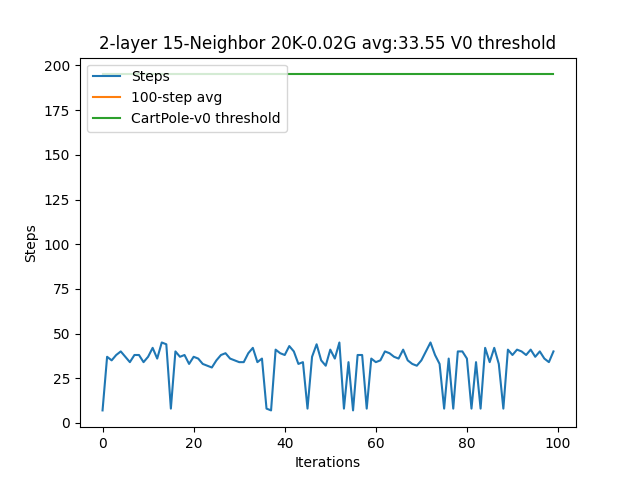 2-layer 15-Neighbor 20K-0.02G avg:33.55 V0 threshold
200
175
150
125
100
75
50
25
0
Steps
Steps
100-step avg
CartPole-v0 threshold
0 20 40 60 80 100
Iterations